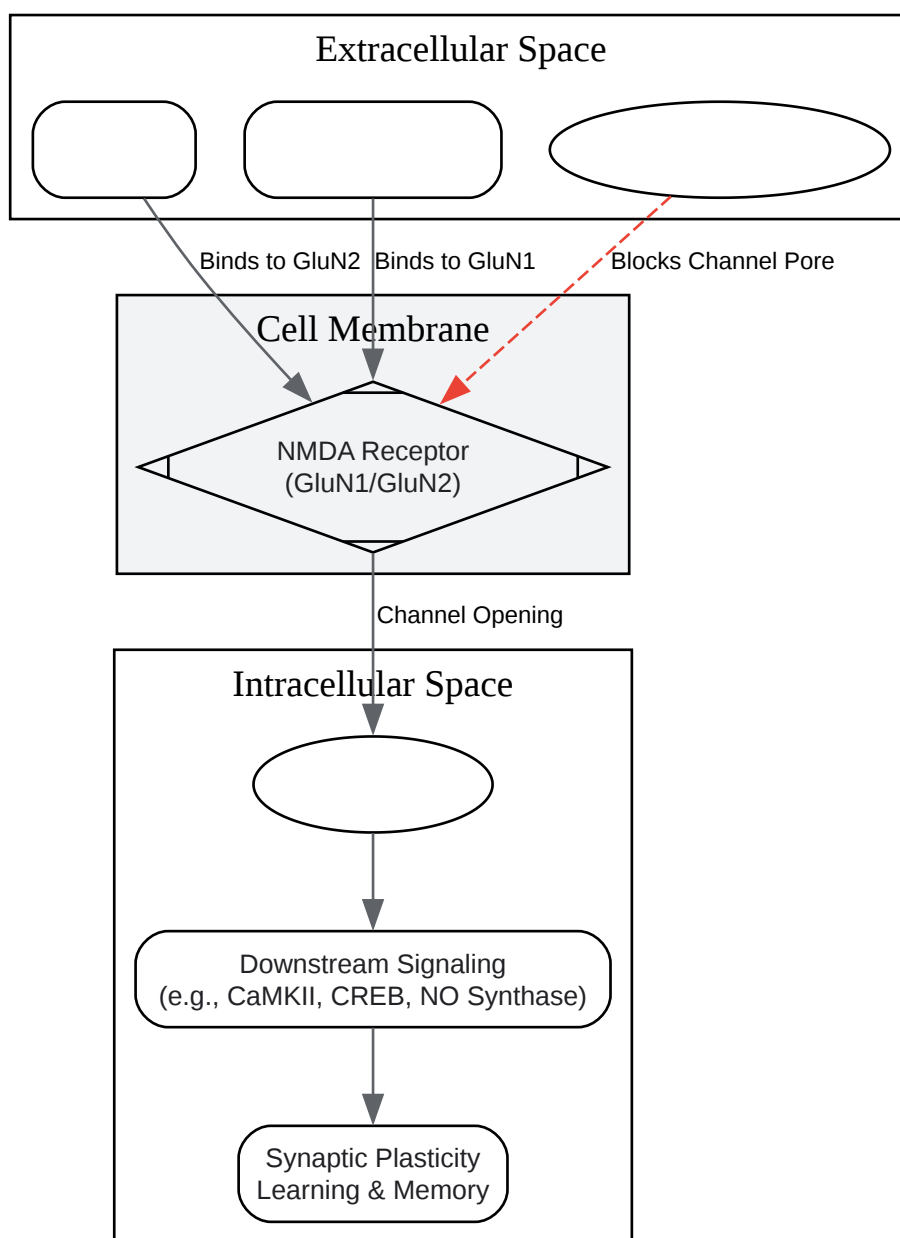 Extracellular Space
Binds to GluN2
Binds to GluN1
Blocks Channel Pore
Cell Membrane
NMDA Receptor
(GluN1/GluN2)
Channel Opening
Intracellular Space
Downstream Signaling
(e.g., CaMKII, CREB, NO Synthase)
Synaptic Plasticity
Learning & Memory